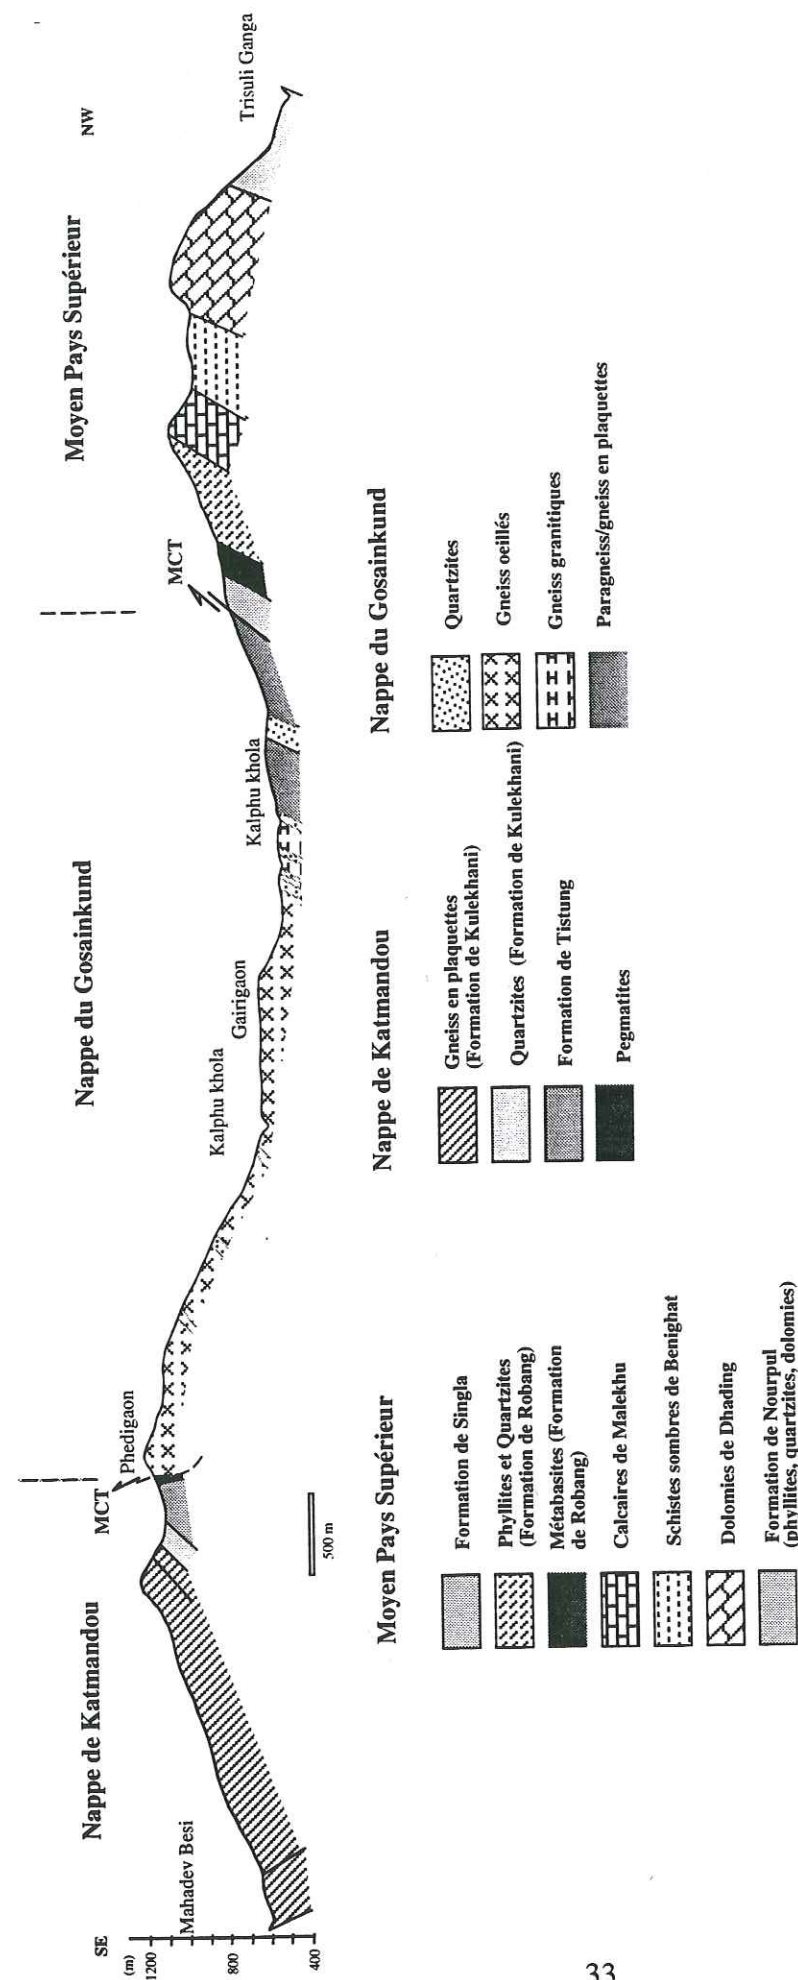 SE
NW
Nappe de Katmandou
Nappe du Gosainkund
Moyen Pays Supérieur
MCT
MCT
(m)
1200
800
400
Mahadev Besi
Phedigaon
Kalphu khola
Gairigaon
Kalphu khola
Trisuli Ganga
500 m
Moyen Pays Supérieur
Formation de Singla
Phyllites et Quartzites
(Formation de Robang)
Métabasites (Formation
de Robang)
Calcaires de Malekhu
Schistes sombres de Benighat
Dolomies de Dhading
Formation de Nourpul
(phyllites, quartzites, dolomies)
Nappe de Katmandou
Gneiss en plaquettes
(Formation de Kulekhani)
Quartzites (Formation de Kulekhani)
Formation de Tistung
Pegmatites
Nappe du Gosainkund
Quartzites
Gneiss oeillés
Gneiss granitiques
Paragneiss/gneiss en plaquettes
33